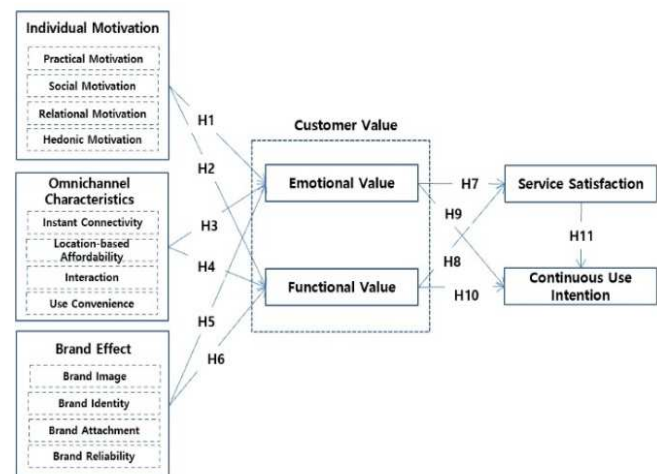 Individual Motivation
Practical Motivation
Social Motivation
Relational Motivation
Hedonic Motivation
Omnichannel
Characteristics
Instant Connectivity
Location-based
Affordability
Interaction
Use Convenience
Brand Effect
Brand Image
Brand Identity
Brand Attachment
Brand Reliability
H1
H2
H3
H4
H5
H6
Customer Value
Emotional Value
Functional Value
H7
H9
H8
H10
Service Satisfaction
H11
Continuous Use
Intention